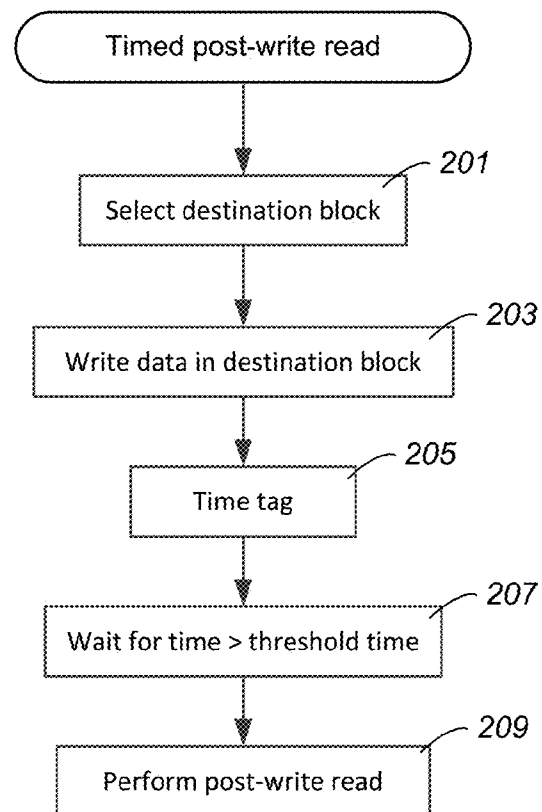 Timed post-write read
201
Select destination block
203
Write data in destination block
205
Time tag
207
Wait for time > threshold time
209
Perform post-write read